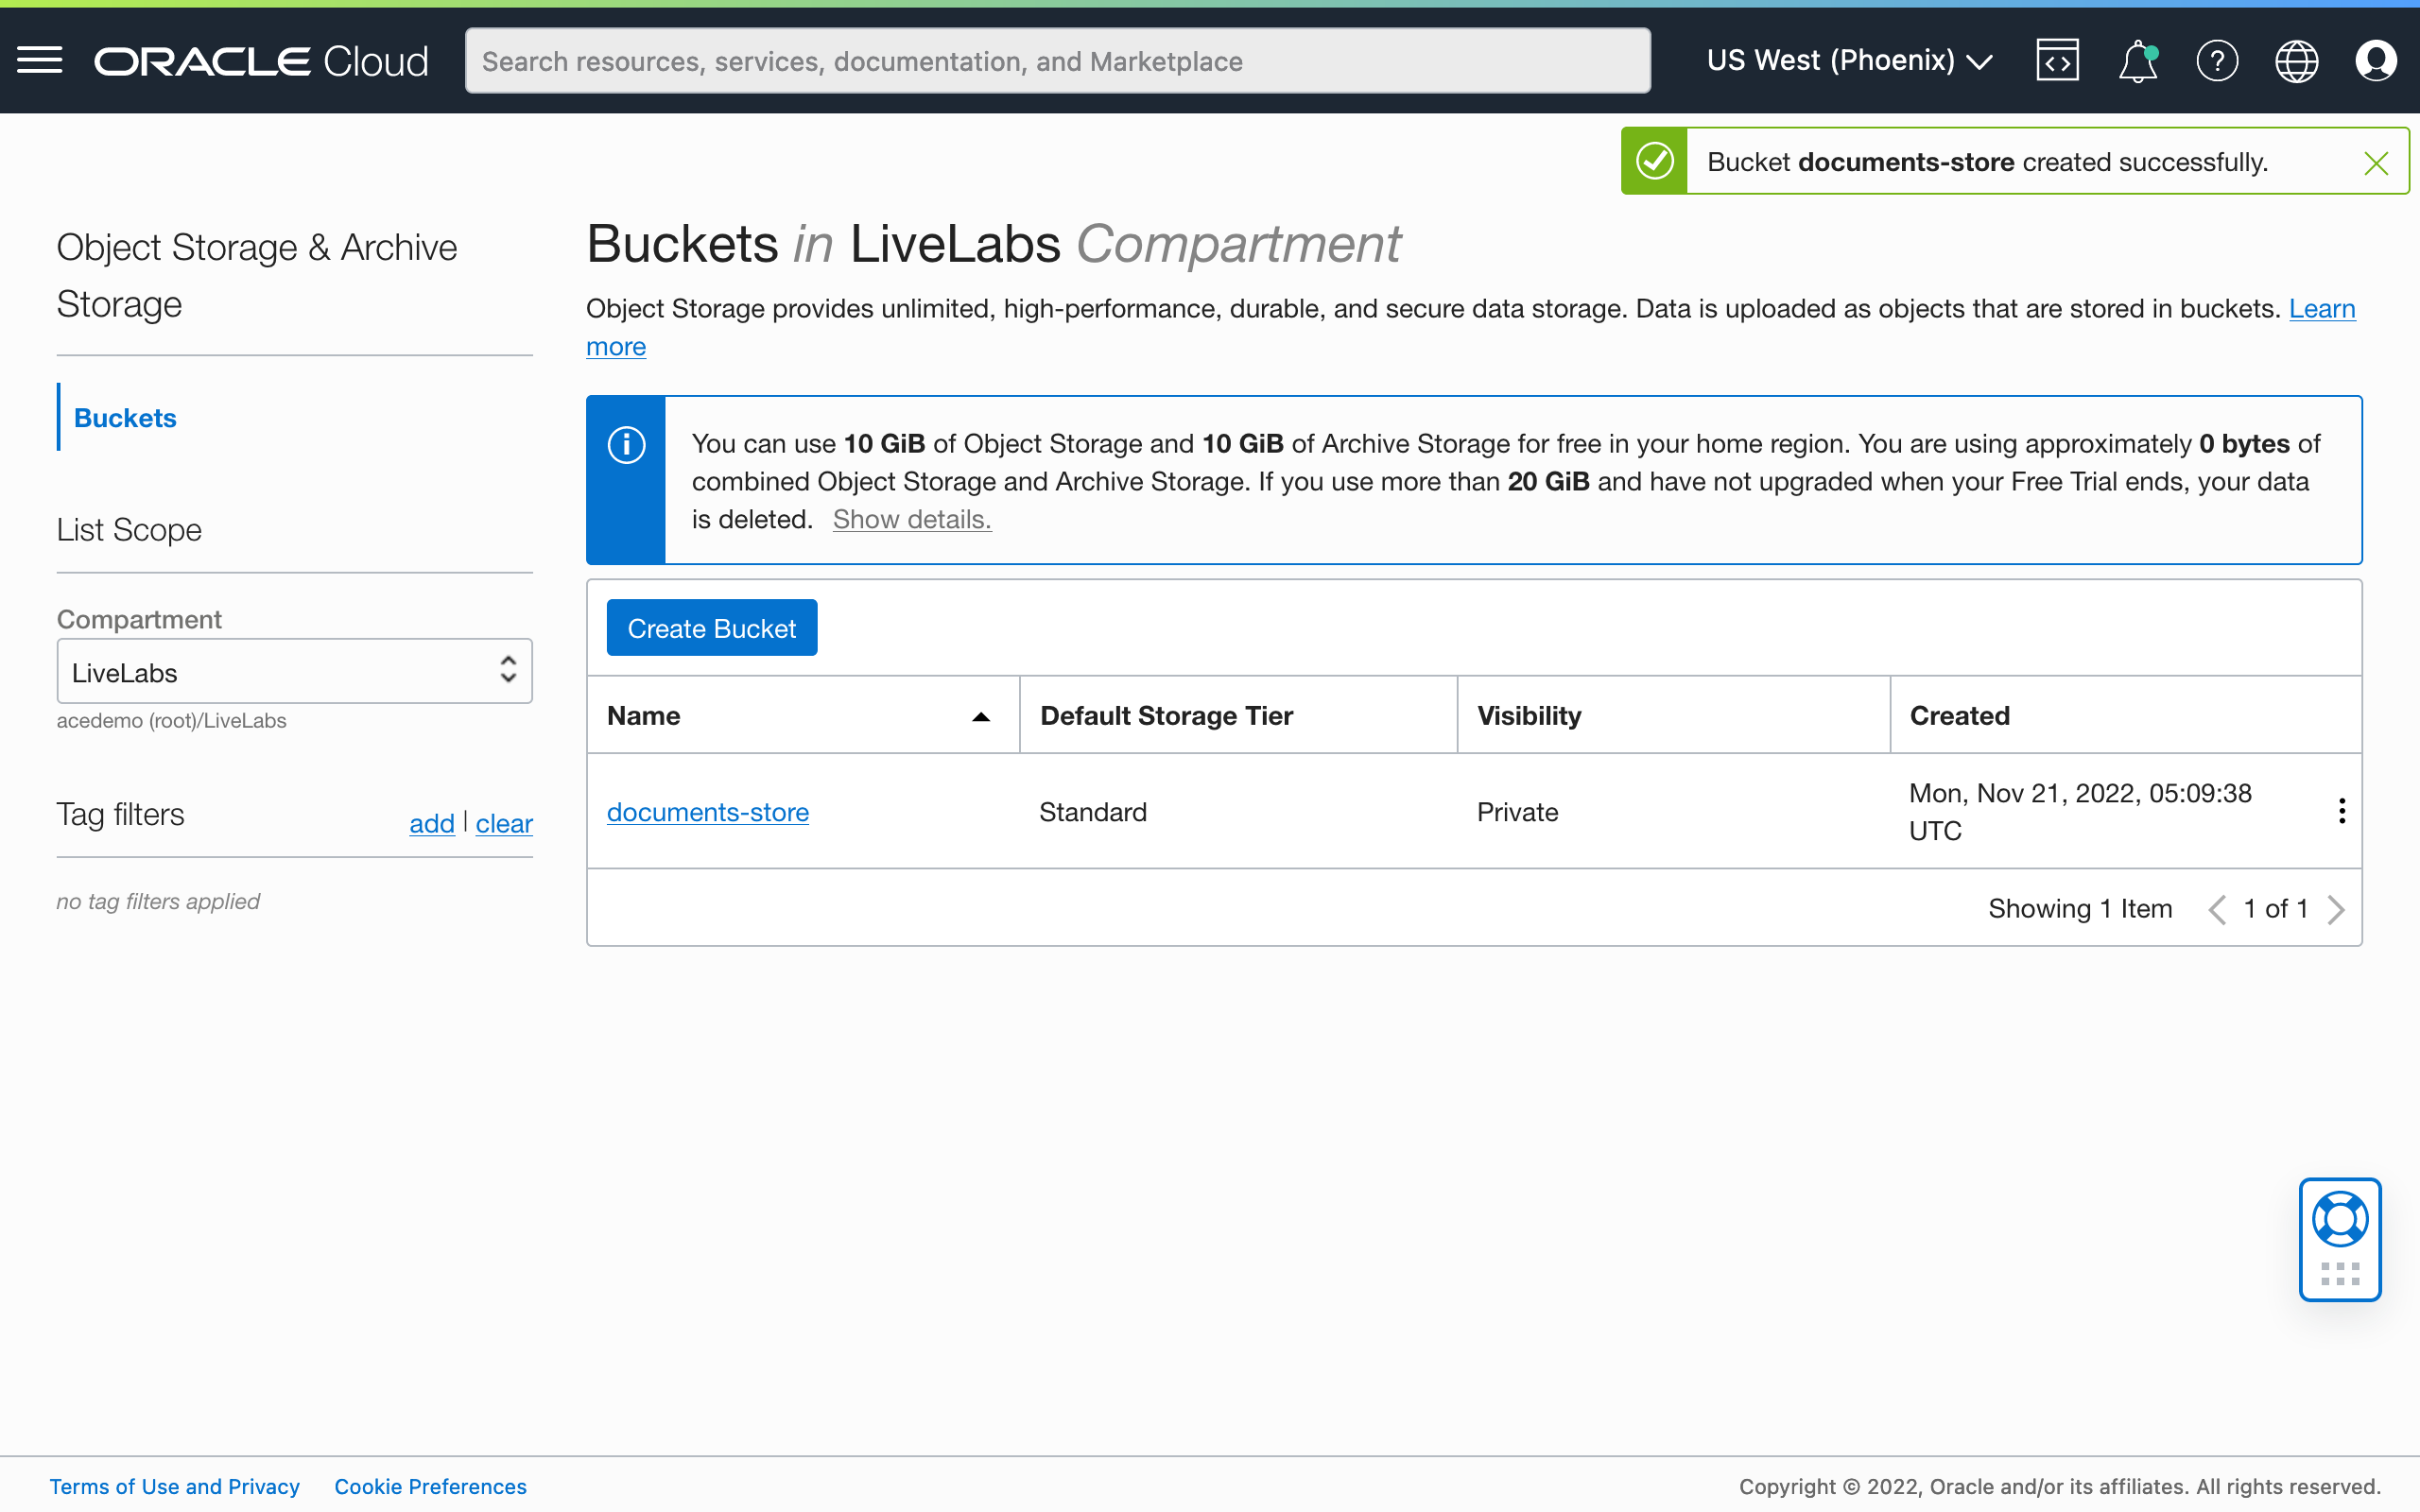 ORACLE Cloud
Search resources, services, documentation, and Marketplace
US West (Phoenix)
Bucket documents-store created successfully.
Object Storage & Archive
Storage
Buckets
List Scope
Compartment
LiveLabs
acedemo (root)/LiveLabs
Tag filters
add | clear
no tag filters applied
Buckets in LiveLabs Compartment
Object Storage provides unlimited, high-performance, durable, and secure data storage. Data is uploaded as objects that are stored in buckets. Learn
more
You can use 10 GiB of Object Storage and 10 GiB of Archive Storage for free in your home region. You are using approximately 0 bytes of
combined Object Storage and Archive Storage. If you use more than 20 GiB and have not upgraded when your Free Trial ends, your data
is deleted. Show details.
Create Bucket
Name Default Storage Tier Visibility Created
documents-store Standard Private Mon, Nov 21, 2022, 05:09:38
UTC
Showing 1 Item 1 of 1
Terms of Use and Privacy Cookie Preferences
Copyright © 2022, Oracle and/or its affiliates. All rights reserved.